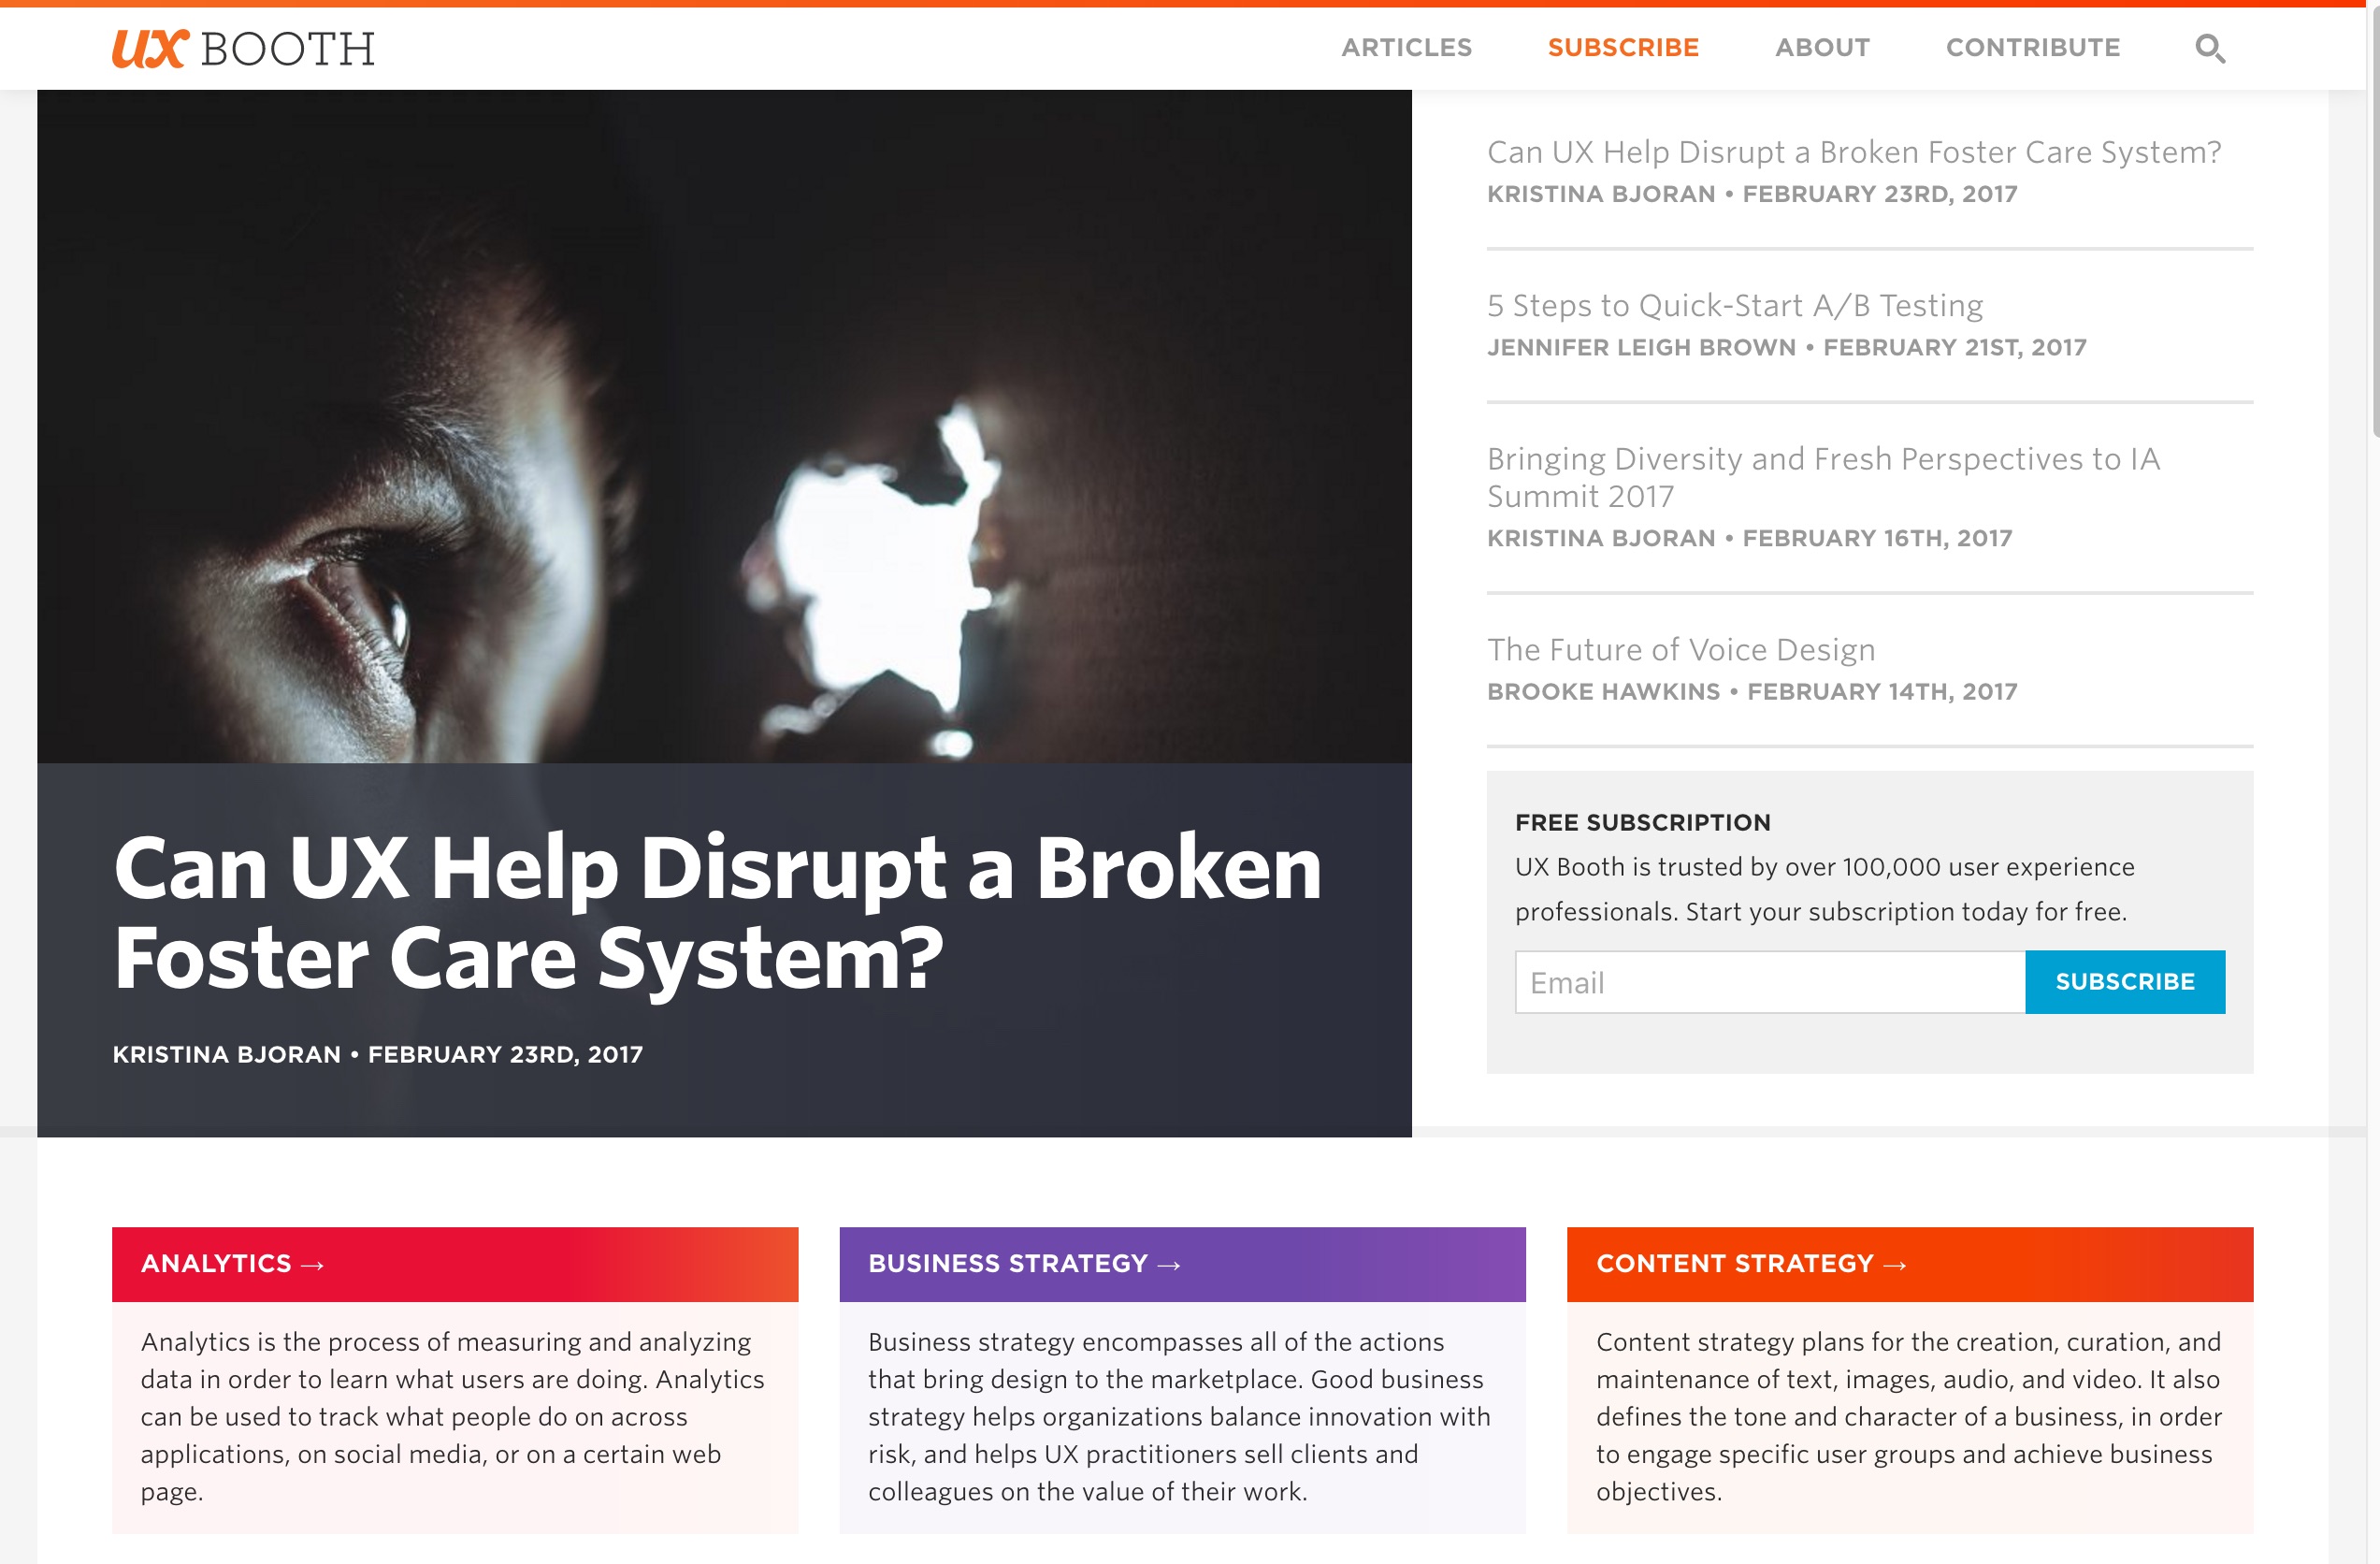 UX BOOTH
ARTICLES
SUBSCRIBE
ABOUT
CONTRIBUTE
Can UX Help Disrupt a Broken
Foster Care System?
KRISTINA BJORAN • FEBRUARY 23RD, 2017
Can UX Help Disrupt a Broken Foster Care System?
KRISTINA BJORAN • FEBRUARY 23RD, 2017
5 Steps to Quick-Start A/B Testing
JENNIFER LEIGH BROWN • FEBRUARY 21ST, 2017
Bringing Diversity and Fresh Perspectives to IA
Summit 2017
KRISTINA BJORAN • FEBRUARY 16TH, 2017
The Future of Voice Design
BROOKE HAWKINS • FEBRUARY 14TH, 2017
FREE SUBSCRIPTION
UX Booth is trusted by over 100,000 user experience
professionals. Start your subscription today for free.
Email
SUBSCRIBE
ANALYTICS →
Analytics is the process of measuring and analyzing
data in order to learn what users are doing. Analytics
can be used to track what people do on across
applications, on social media, or on a certain web
page.
BUSINESS STRATEGY →
Business strategy encompasses all of the actions
that bring design to the marketplace. Good business
strategy helps organizations balance innovation with
risk, and helps UX practitioners sell clients and
colleagues on the value of their work.
CONTENT STRATEGY →
Content strategy plans for the creation, curation, and
maintenance of text, images, audio, and video. It also
defines the tone and character of a business, in order
to engage specific user groups and achieve business
objectives.